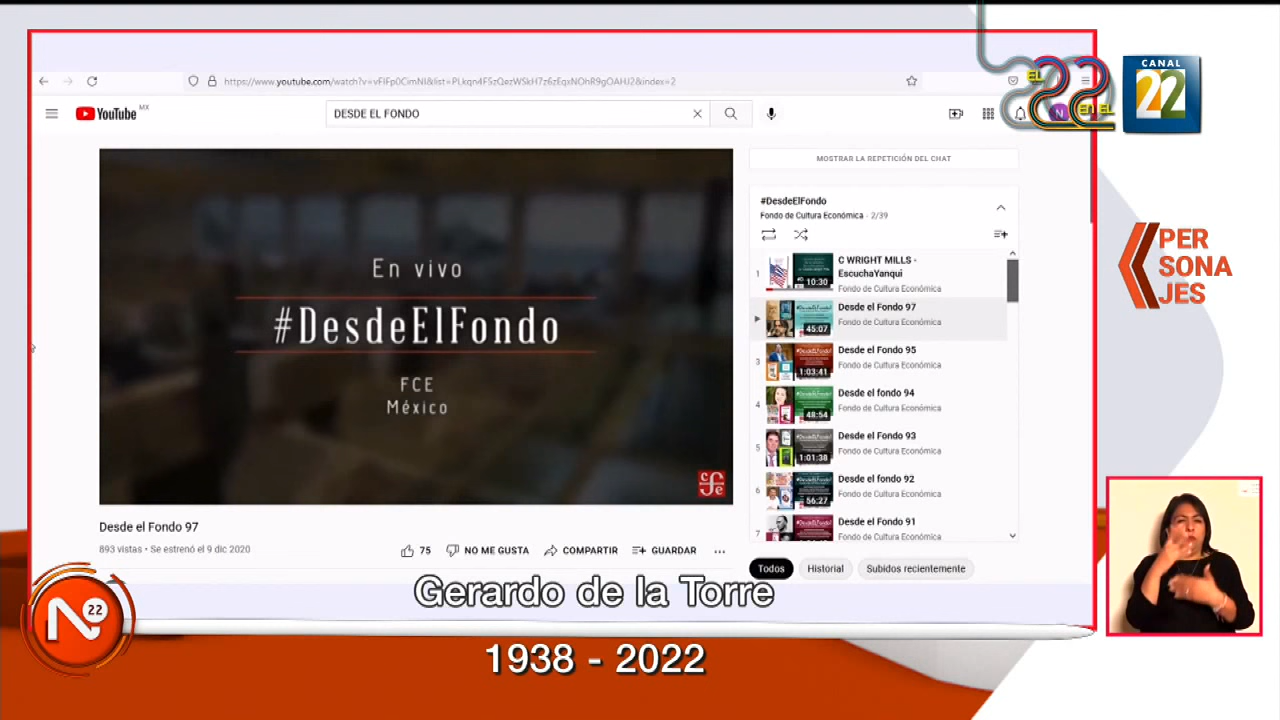 https://www.youtube.com/watch?v=vFIFp0CimNI&list=PLkqn4FSzQezWSkH7z6zEqxNOhR9gOAHJ2&index=2
EL
22
EN EL
CANAL
22
YouTube MX
DESDE EL FONDO
N
MOSTRAR LA REPETICIÓN DEL CHAT
En vivo
#DesdeElFondo
FCE
México
#DesdeElFondo
Fondo de Cultura Económica - 2/39
1
10:30
C WRIGHT MILLS -
EscuchaYanqui
Fondo de Cultura Económica
45:07
Desde el Fondo 97
Fondo de Cultura Económica
3
1:03:41
Desde el Fondo 95
Fondo de Cultura Económica
4
48:54
Desde el fondo 94
Fondo de Cultura Económica
5
1:01:38
Desde el Fondo 93
Fondo de Cultura Económica
6
56:27
Desde el fondo 92
Fondo de Cultura Económica
7
Desde el Fondo 91
Fondo de Cultura Económica
PER
SONA
JES
Desde el Fondo 97
893 vistas • Se estrenó el 9 dic 2020
75
NO ME GUSTA
COMPARTIR
GUARDAR
Todos
Historial
Subidos recientemente
N22
Gerardo de la Torre
1938 - 2022